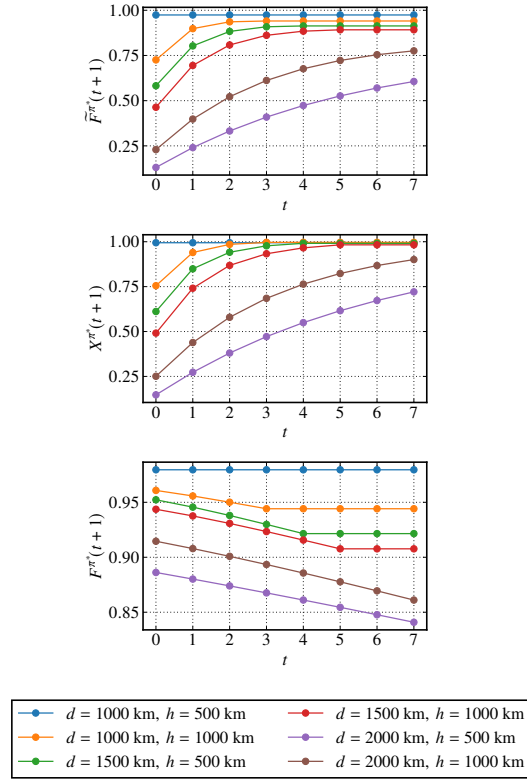 1.00
0.75
0.50
0.25
F̃^{π*}(t + 1)
0 1 2 3 4 5 6 7
t
1.00
0.75
0.50
0.25
X^{π*}(t + 1)
0 1 2 3 4 5 6 7
t
0.95
0.90
0.85
F^{π*}(t + 1)
0 1 2 3 4 5 6 7
t
d = 1000 km, h = 500 km
d = 1000 km, h = 1000 km
d = 1500 km, h = 500 km
d = 1500 km, h = 1000 km
d = 2000 km, h = 500 km
d = 2000 km, h = 1000 km